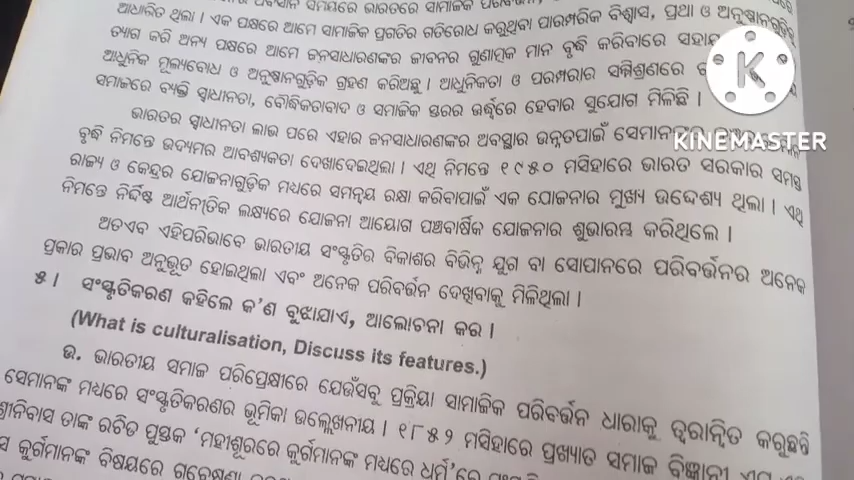 ଆଧାରିତ ଥିଲା । ଏକ ପକ୍ଷରେ ଆମେ ସାମାଜିକ ପ୍ରଗତିର ଗତିରୋଧ କରୁଥିବା ପାରମ୍ପରିକ ବିଶ୍ୱାସ, ପ୍ରଥା ଓ ଅନୁଷ୍ଠାନଗୁଡ଼ିକୁ
ତ୍ୟାଗ କରି ଅନ୍ୟ ପକ୍ଷରେ ଆମେ ଜନସାଧାରଣଙ୍କର ଜୀବନର ଗୁଣାତ୍ମକ ମାନ ବୃଦ୍ଧି କରିବାରେ
ଆଧୁନିକ ମୂଲ୍ୟବୋଧ ଓ ଅନୁଷ୍ଠାନଗୁଡ଼ିକ ଗ୍ରହଣ କରିଅଛୁ । ଆଧୁନିକତା ଓ ପରମ୍ପରାର ସମ୍ମିଶ୍ରଣରେ
ସମାଜରେ ବ୍ୟକ୍ତି ସ୍ୱାଧୀନତା, ବୌଦ୍ଧିକତାବାଦ ଓ ସାମାଜିକ ସ୍ତରର ଊର୍ଦ୍ଧ୍ୱରେ ହେବାର ସୁଯୋଗ ମିଳିଛି ।
KINEMASTER
ଭାରତର ସ୍ୱାଧୀନତା ଲାଭ ପରେ ଏହାର ଜନସାଧାରଣଙ୍କର ଅବସ୍ଥାର ଉନ୍ନତପାଇଁ
ବୃଦ୍ଧି ନିମନ୍ତେ ଉଦ୍ୟମର ଆବଶ୍ୟକତା ଦେଖାଦେଇଥିଲା । ଏଥି ନିମନ୍ତେ ୧୯୫୦ ମସିହାରେ ଭାରତ ସରକାର ସମସ୍ତ
ରାଜ୍ୟ ଓ କେନ୍ଦ୍ରର ଯୋଜନାଗୁଡ଼ିକ ମଧ୍ୟରେ ସମନ୍ୱୟ ରକ୍ଷା କରିବାପାଇଁ ଏକ ଯୋଜନାର ମୁଖ୍ୟ ଉଦ୍ଦେଶ୍ୟ ଥିଲା । ଏଥି
ନିମନ୍ତେ ନିର୍ଦ୍ଦିଷ୍ଟ ଆର୍ଥନୀତିକ ଲକ୍ଷ୍ୟରେ ଯୋଜନା ଆୟୋଗ ପଞ୍ଚବାର୍ଷିକ ଯୋଜନାର ଶୁଭାରମ୍ଭ କରିଥିଲେ ।
ଅତଏବ ଏହିପରିଭାବେ ଭାରତୀୟ ସଂସ୍କୃତିର ବିକାଶର ବିଭିନ୍ନ ଯୁଗ ବା ସୋପାନରେ ପରିବର୍ତ୍ତନର ଅନେକ
ପ୍ରକାର ପ୍ରଭାବ ଅନୁଭୂତ ହୋଇଥିଲା ଏବଂ ଅନେକ ପରିବର୍ତ୍ତନ ଦେଖିବାକୁ ମିଳିଥିଲା ।
୫ । ସଂସ୍କୃତିକରଣ କହିଲେ କ'ଣ ବୁଝାଯାଏ, ଆଲୋଚନା କର ।
(What is culturalisation, Discuss its features.)
ଉ. ଭାରତୀୟ ସମାଜ ପରିପ୍ରେକ୍ଷୀରେ ଯେଉଁସବୁ ପ୍ରକ୍ରିୟା ସାମାଜିକ ପରିବର୍ତ୍ତନ ଧାରାକୁ ତ୍ୱରାନ୍ୱିତ କରୁଛନ୍ତି
ସେମାନଙ୍କ ମଧ୍ୟରେ ସଂସ୍କୃତିକରଣର ଭୂମିକା ଉଲ୍ଲେଖନୀୟ । ୧୮୫୨ ମସିହାରେ ପ୍ରଖ୍ୟାତ ସମାଜ ବିଜ୍ଞାନୀ
ଶ୍ରୀନିବାସ ତାଙ୍କ ରଚିତ ପୁସ୍ତକ 'ମହୀଶୂରରେ କୁର୍ଗମାନଙ୍କ ମଧ୍ୟରେ ଧର୍ମ'ରେ
କୁର୍ଗମାନଙ୍କ ବିଷୟରେ ଗବେଷଣା